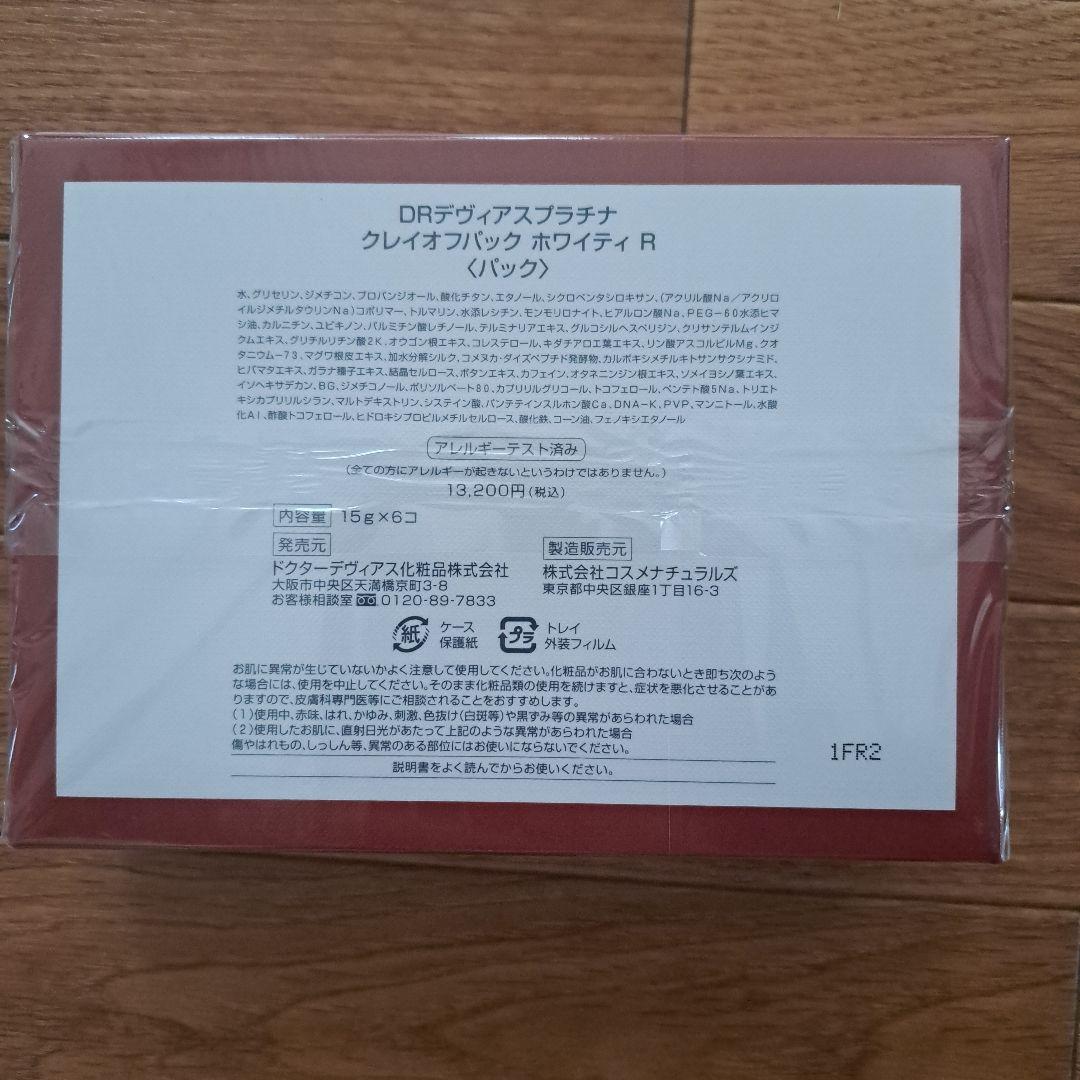 DRデヴィアスプラチナ
クレイオフパック ホワイティ R
〈パック〉
水、グリセリン、ジメチコン、プロパンジオール、酸化チタン、エタノール、シクロペンタシロキサン、(アクリル酸Na／アクリロ
イルジメチルタウリンNa)コポリマー、トルマリン、水添レシチン、モンモリロナイト、ヒアルロン酸Na、PEG-60水添ヒマ
シ油、カルニチン、ユビキノン、パルミチン酸レチノール、テルミナリアエキス、グルコシルヘスペリジン、クリサンテルムインジ
クムエキス、グリチルリチン酸2K、オウゴン根エキス、コレステロール、キダチアロエ葉エキス、リン酸アスコルビルMg、クオ
タニウム-73、マグワ根皮エキス、加水分解シルク、コメヌカ・ダイズペプチド発酵物、カルボキシメチルキトサンサクシナミド、
ヒバマタエキス、ガラナ種子エキス、結晶セルロース、ボタンエキス、カフェイン、オタネニンジン根エキス、ソメイヨシノ葉エキス、
イソヘキサデカン、BG、ジメチコノール、ポリソルベート80、カプリリルグリコール、トコフェロール、ペンテト酸5Na、トリエト
キシカプリリルシラン、マルトデキストリン、システイン酸、パンテテインスルホン酸Ca、DNA-K、PVP、マンニトール、水酸
化Al、酢酸トコフェロール、ヒドロキシプロピルメチルセルロース、酸化鉄、コーン油、フェノキシエタノール
アレルギーテスト済み
(全ての方にアレルギーが起きないというわけではありません。)
13,200円(税込)
内容量 15g×6コ
発売元
ドクターデヴィアス化粧品株式会社
大阪市中央区天満橋京町3-8
お客様相談室 0120-89-7833
製造販売元
株式会社コスメナチュラルズ
東京都中央区銀座1丁目16-3
紙 ケース
保護紙
プラ トレイ
外装フィルム
お肌に異常が生じていないかよく注意して使用してください。化粧品がお肌に合わないとき即ち次のよう
な場合には、使用を中止してください。そのまま化粧品類の使用を続けますと、症状を悪化させることがあ
りますので、皮膚科専門医等にご相談されることをおすすめします。
(1)使用中、赤味、はれ、かゆみ、刺激、色抜け(白斑等)や黒ずみ等の異常があらわれた場合
(2)使用したお肌に、直射日光があたって上記のような異常があらわれた場合
傷やはれもの、しっしん等、異常のある部位にはお使いにならないでください。
説明書をよく読んでからお使いください。
1FR2